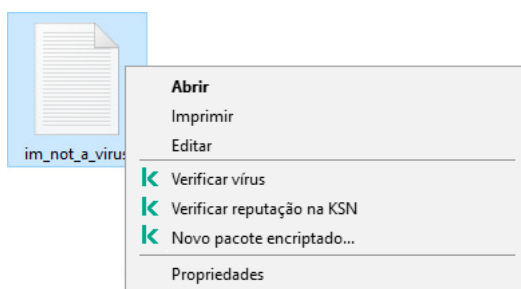 Abrir
Imprimir
Editar
im_not_a_virus
Verificar vírus
Verificar reputação na KSN
Novo pacote encriptado...
Propriedades